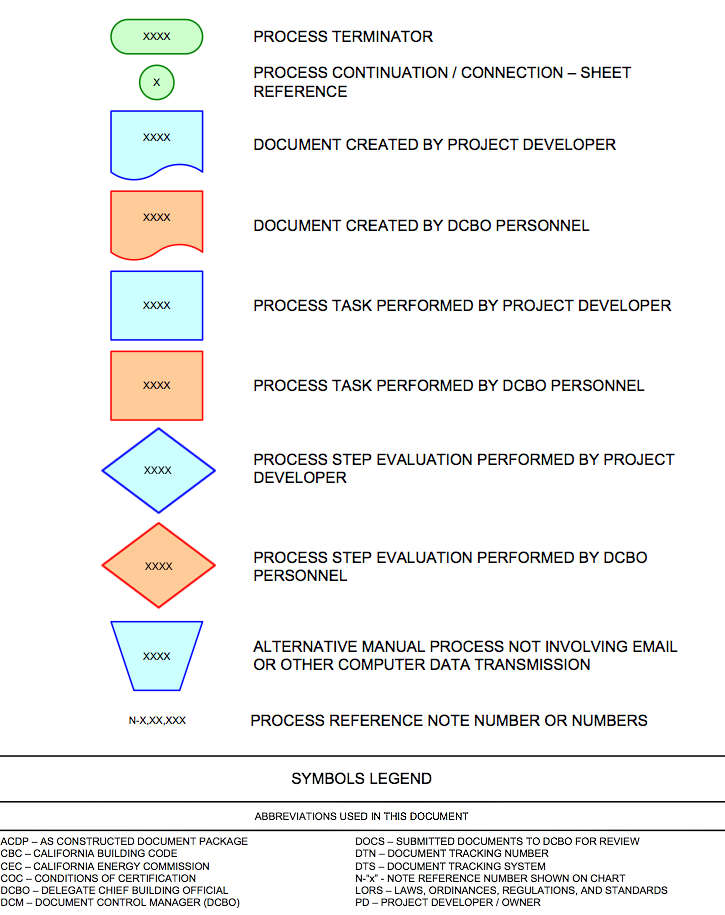 XXXX
PROCESS TERMINATOR
X
PROCESS CONTINUATION / CONNECTION – SHEET
REFERENCE
XXXX
DOCUMENT CREATED BY PROJECT DEVELOPER
XXXX
DOCUMENT CREATED BY DCBO PERSONNEL
XXXX
PROCESS TASK PERFORMED BY PROJECT DEVELOPER
XXXX
PROCESS TASK PERFORMED BY DCBO PERSONNEL
XXXX
PROCESS STEP EVALUATION PERFORMED BY PROJECT
DEVELOPER
XXXX
PROCESS STEP EVALUATION PERFORMED BY DCBO
PERSONNEL
XXXX
ALTERNATIVE MANUAL PROCESS NOT INVOLVING EMAIL
OR OTHER COMPUTER DATA TRANSMISSION
N-X,XX,XXX
PROCESS REFERENCE NOTE NUMBER OR NUMBERS
SYMBOLS LEGEND
ABBREVIATIONS USED IN THIS DOCUMENT
ACDP – AS CONSTRUCTED DOCUMENT PACKAGE
CBC – CALIFORNIA BUILDING CODE
CEC – CALIFORNIA ENERGY COMMISSION
COC – CONDITIONS OF CERTIFICATION
DCBO – DELEGATE CHIEF BUILDING OFFICIAL
DCM – DOCUMENT CONTROL MANAGER (DCBO)
DOCS – SUBMITTED DOCUMENTS TO DCBO FOR REVIEW
DTN – DOCUMENT TRACKING NUMBER
DTS – DOCUMENT TRACKING SYSTEM
N-“x” - NOTE REFERENCE NUMBER SHOWN ON CHART
LORS – LAWS, ORDINANCES, REGULATIONS, AND STANDARDS
PD – PROJECT DEVELOPER / OWNER